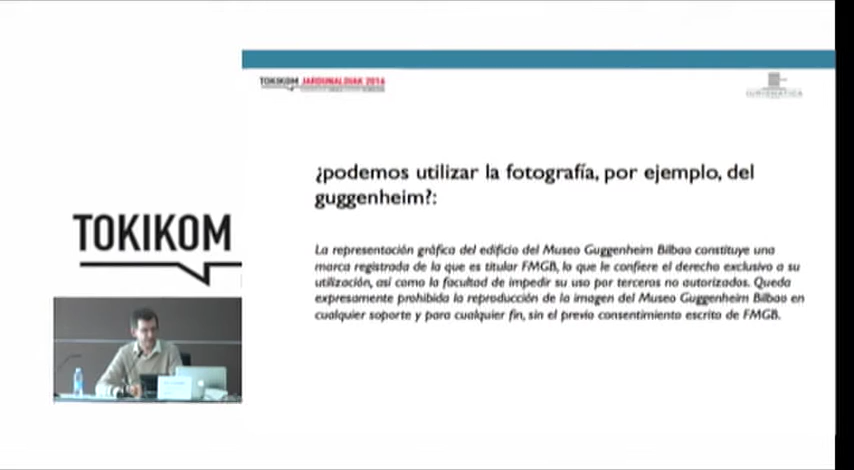 TOKIKOM JARDUNALDIAK 2016
¿podemos utilizar la fotografía, por ejemplo, del
guggenheim?:
TOKIKOM
La representación gráfica del edificio del Museo Guggenheim Bilbao constituye una
marca registrada de la que es titular FMGB, lo que le confiere el derecho exclusivo a su
utilización, así como la facultad de impedir su uso por terceros no autorizados. Queda
expresamente prohibida la reproducción de la imagen del Museo Guggenheim Bilbao en
cualquier soporte y para cualquier fin, sin el previo consentimiento escrito de FMGB.